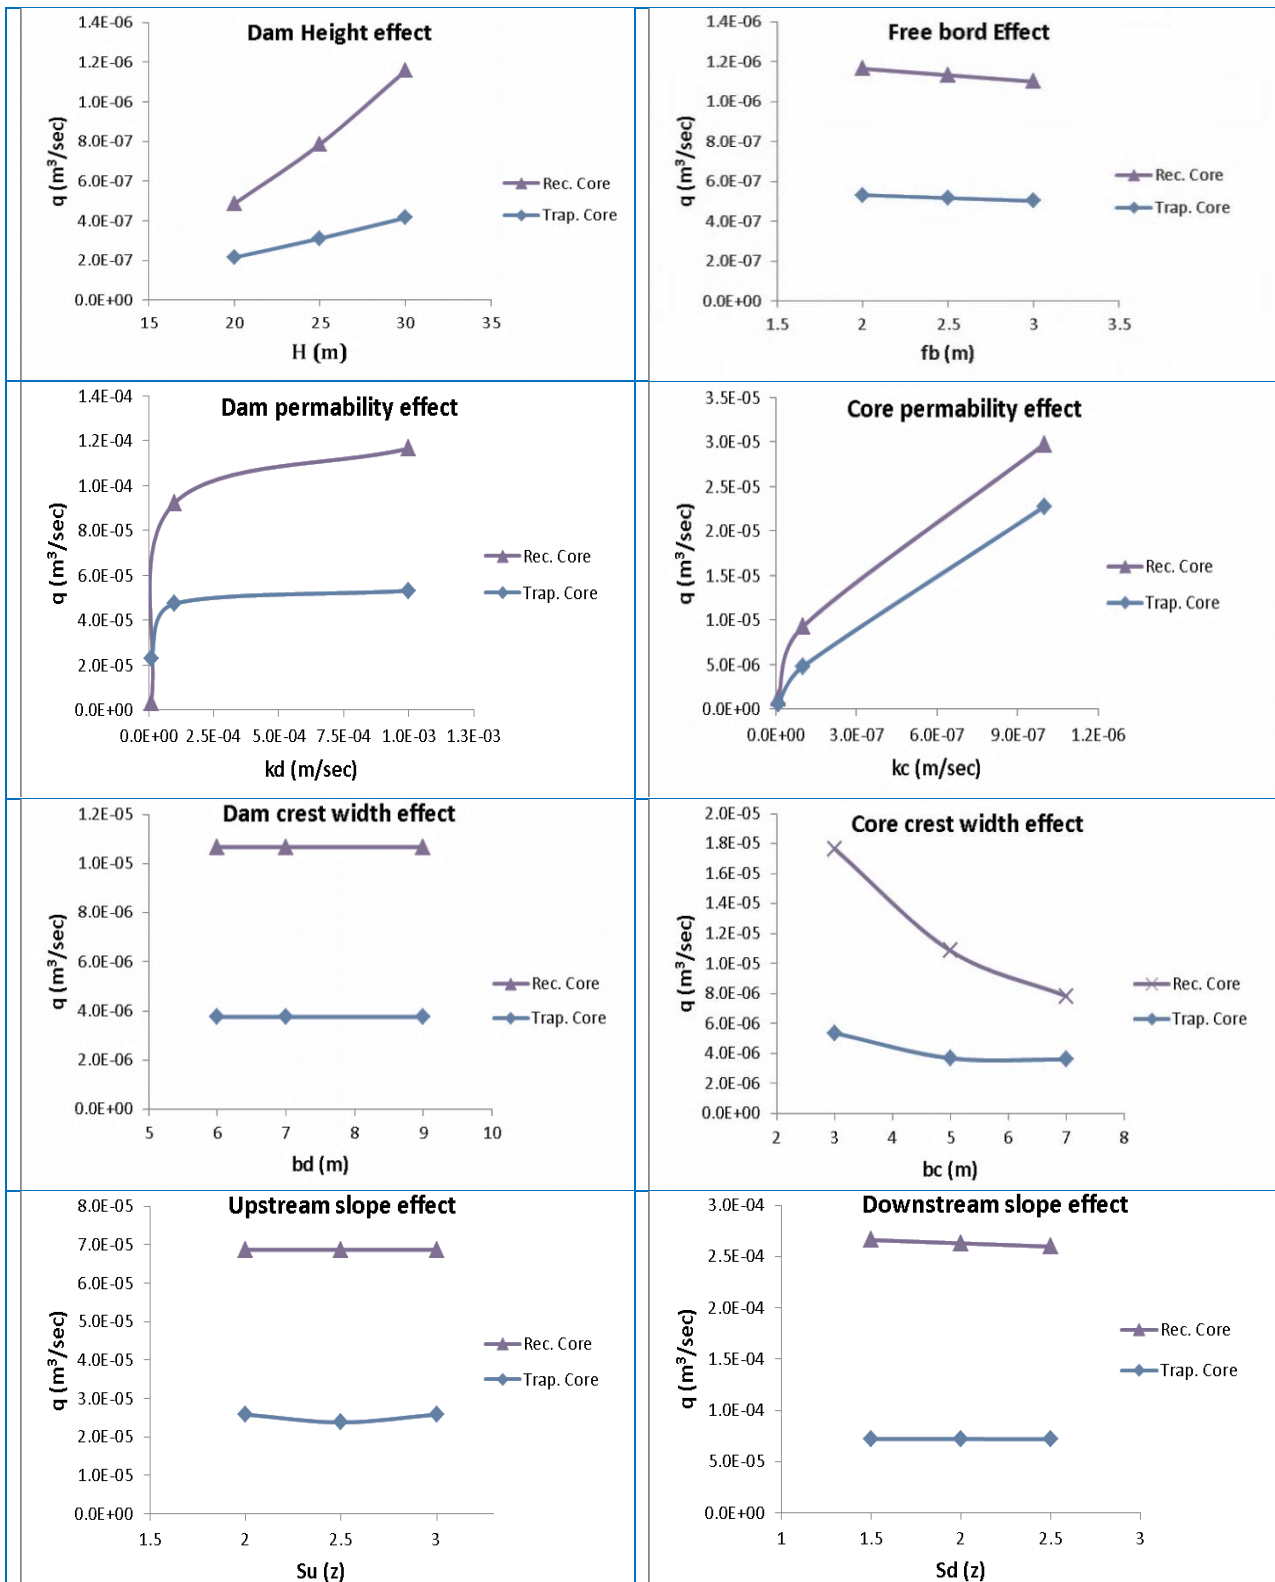 Dam Height effect
1.4E-06
1.2E-06
1.0E-06
8.0E-07
6.0E-07
4.0E-07
2.0E-07
0.0E+00
q (m³/sec)
15 20 25 30 35
H (m)
Rec. Core
Trap. Core
Free bord Effect
1.4E-06
1.2E-06
1.0E-06
8.0E-07
6.0E-07
4.0E-07
2.0E-07
0.0E+00
q (m³/sec)
1.5 2 2.5 3 3.5
fb (m)
Rec. Core
Trap. Core
Dam permability effect
1.4E-04
1.2E-04
1.0E-04
8.0E-05
6.0E-05
4.0E-05
2.0E-05
0.0E+00
q (m³/sec)
0.0E+00 2.5E-04 5.0E-04 7.5E-04 1.0E-03 1.3E-03
kd (m/sec)
Rec. Core
Trap. Core
Core permability effect
3.5E-05
3.0E-05
2.5E-05
2.0E-05
1.5E-05
1.0E-05
5.0E-06
0.0E+00
q (m³/sec)
0.0E+00 3.0E-07 6.0E-07 9.0E-07 1.2E-06
kc (m/sec)
Rec. Core
Trap. Core
Dam crest width effect
1.2E-05
1.0E-05
8.0E-06
6.0E-06
4.0E-06
2.0E-06
0.0E+00
q (m³/sec)
5 6 7 8 9 10
bd (m)
Rec. Core
Trap. Core
Core crest width effect
2.0E-05
1.8E-05
1.6E-05
1.4E-05
1.2E-05
1.0E-05
8.0E-06
6.0E-06
4.0E-06
2.0E-06
0.0E+00
q (m³/sec)
2 3 4 5 6 7 8
bc (m)
Rec. Core
Trap. Core
Upstream slope effect
8.0E-05
7.0E-05
6.0E-05
5.0E-05
4.0E-05
3.0E-05
2.0E-05
1.0E-05
0.0E+00
q (m³/sec)
1.5 2 2.5 3
Su (z)
Rec. Core
Trap. Core
Downstream slope effect
3.0E-04
2.5E-04
2.0E-04
1.5E-04
1.0E-04
5.0E-05
0.0E+00
q (m³/sec)
1 1.5 2 2.5 3
Sd (z)
Rec. Core
Trap. Core